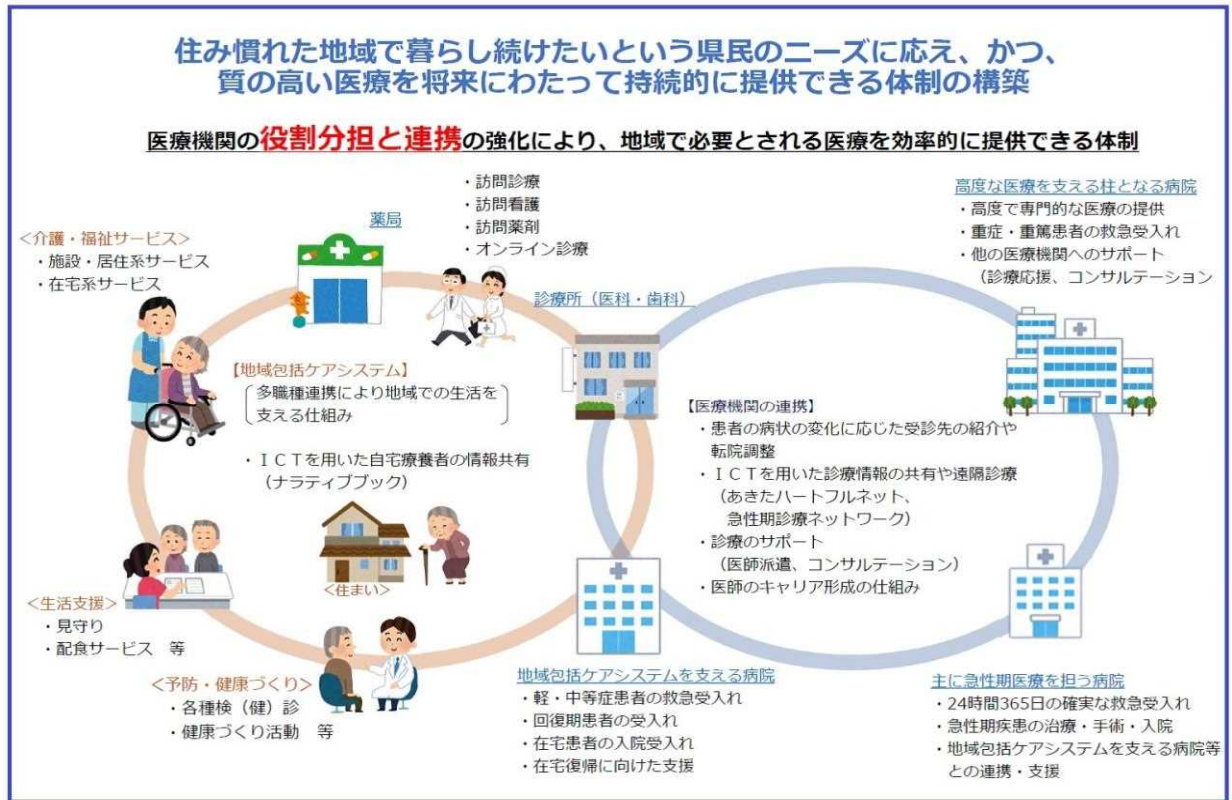 住み慣れた地域で暮らし続けたいという県民のニーズに応え、かつ、
質の高い医療を将来にわたって持続的に提供できる体制の構築
医療機関の役割分担と連携の強化により、地域で必要とされる医療を効率的に提供できる体制
・訪問診療
・訪問看護
・訪問薬剤
・オンライン診療
薬局
<介護・福祉サービス>
・施設・居住系サービス
・在宅系サービス
診療所（医科・歯科）
高度な医療を支える柱となる病院
・高度で専門的な医療の提供
・重症・重篤患者の救急受入れ
・他の医療機関へのサポート
（診療応援、コンサルテーション
【地域包括ケアシステム】
多職種連携により地域での生活を
支える仕組み
・ＩＣＴを用いた自宅療養者の情報共有
（ナラティブブック）
<住まい>
【医療機関の連携】
・患者の病状の変化に応じた受診先の紹介や
転院調整
・ＩＣＴを用いた診療情報の共有や遠隔診療
（あきたハートフルネット、
急性期診療ネットワーク）
・診療のサポート
（医師派遣、コンサルテーション）
・医師のキャリア形成の仕組み
<生活支援>
・見守り
・配食サービス　等
<予防・健康づくり>
・各種検（健）診
・健康づくり活動　等
地域包括ケアシステムを支える病院
・軽・中等症患者の救急受入れ
・回復期患者の受入れ
・在宅患者の入院受入れ
・在宅復帰に向けた支援
主に急性期医療を担う病院
・24時間365日の確実な救急受入れ
・急性期疾患の治療・手術・入院
・地域包括ケアシステムを支える病院等
との連携・支援